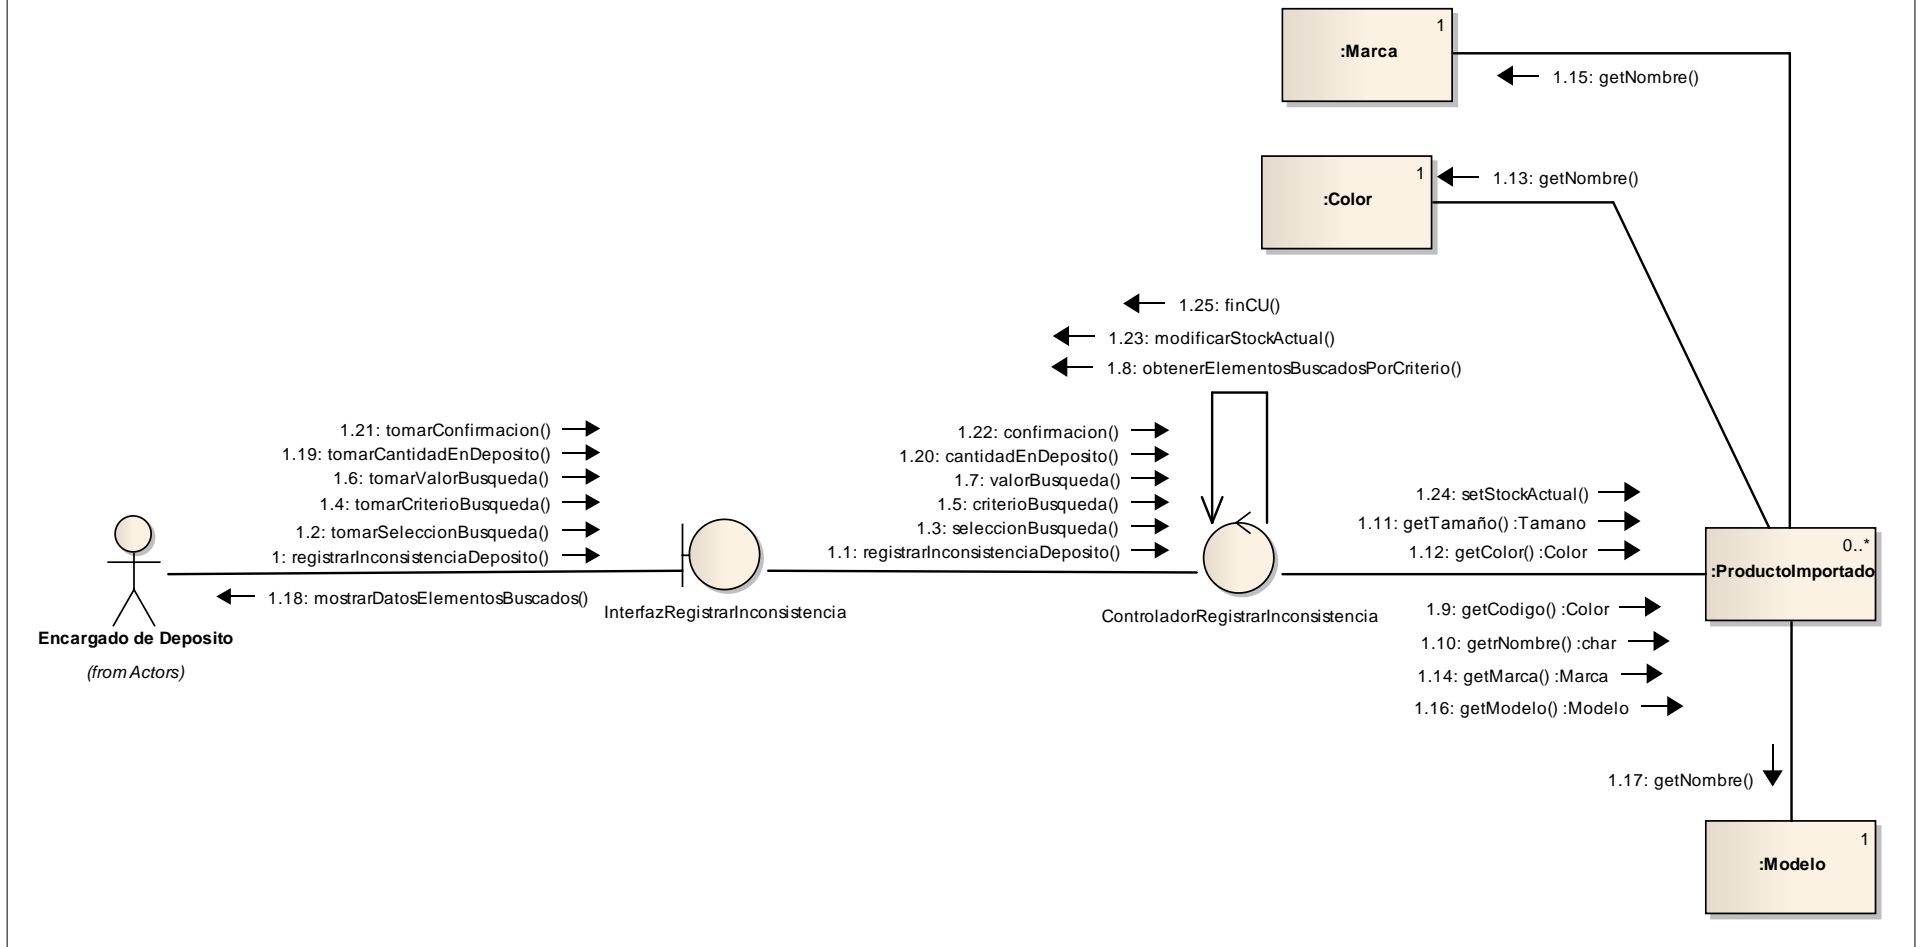 1
:Marca
1.15: getNombre()
1
:Color
1.13: getNombre()
1.25: finCU()
1.23: modificarStockActual()
1.8: obtenerElementosBuscadosPorCriterio()
1.21: tomarConfirmacion()
1.19: tomarCantidadEnDeposito()
1.6: tomarValorBusqueda()
1.4: tomarCriterioBusqueda()
1.2: tomarSeleccionBusqueda()
1: registrarInconsistenciaDeposito()
1.18: mostrarDatosElementosBuscados()
Encargado de Deposito
(from Actors)
InterfazRegistrarInconsistencia
1.22: confirmacion()
1.20: cantidadEnDeposito()
1.7: valorBusqueda()
1.5: criterioBusqueda()
1.3: seleccionBusqueda()
1.1: registrarInconsistenciaDeposito()
ControladorRegistrarInconsistencia
1.24: setStockActual()
1.11: getTamaño() :Tamano
1.12: getColor() :Color
0..*
:ProductoImportado
1.9: getCodigo() :Color
1.10: getrNombre() :char
1.14: getMarca() :Marca
1.16: getModelo() :Modelo
1.17: getNombre()
1
:Modelo